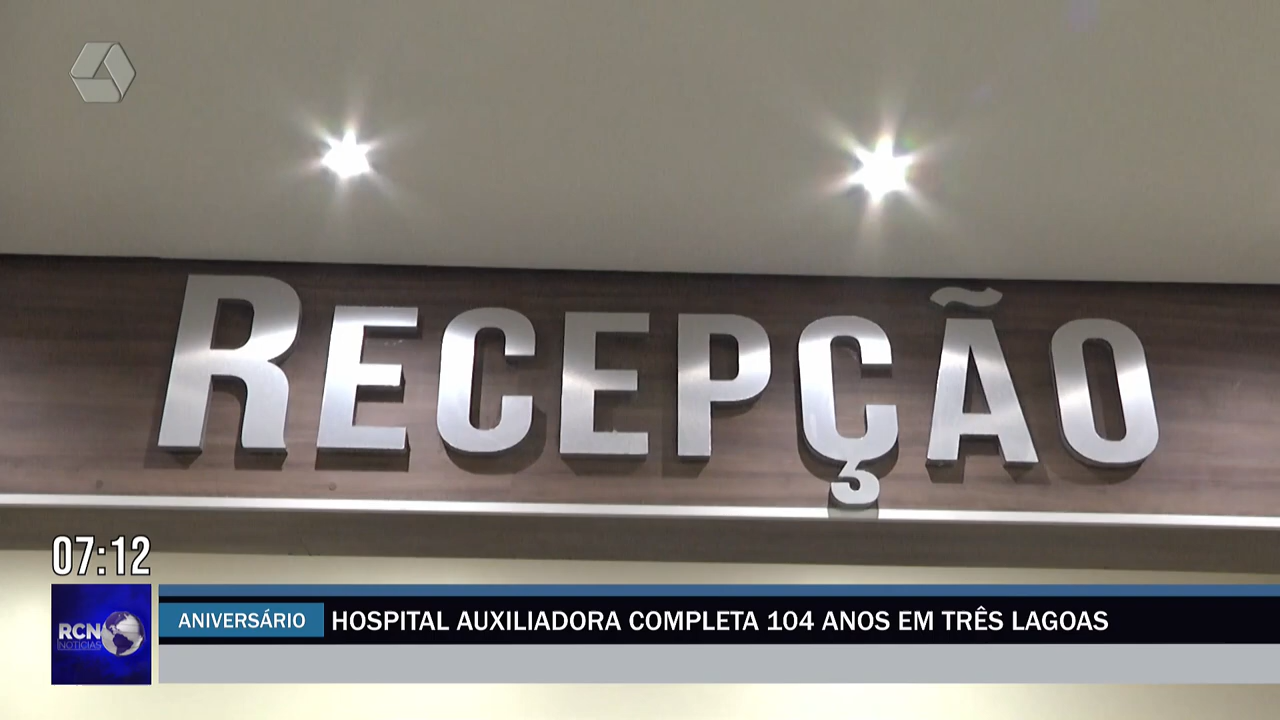 RECEPÇÃO
07:12
RCN
NOTÍCIAS
ANIVERSÁRIO
HOSPITAL AUXILIADORA COMPLETA 104 ANOS EM TRÊS LAGOAS